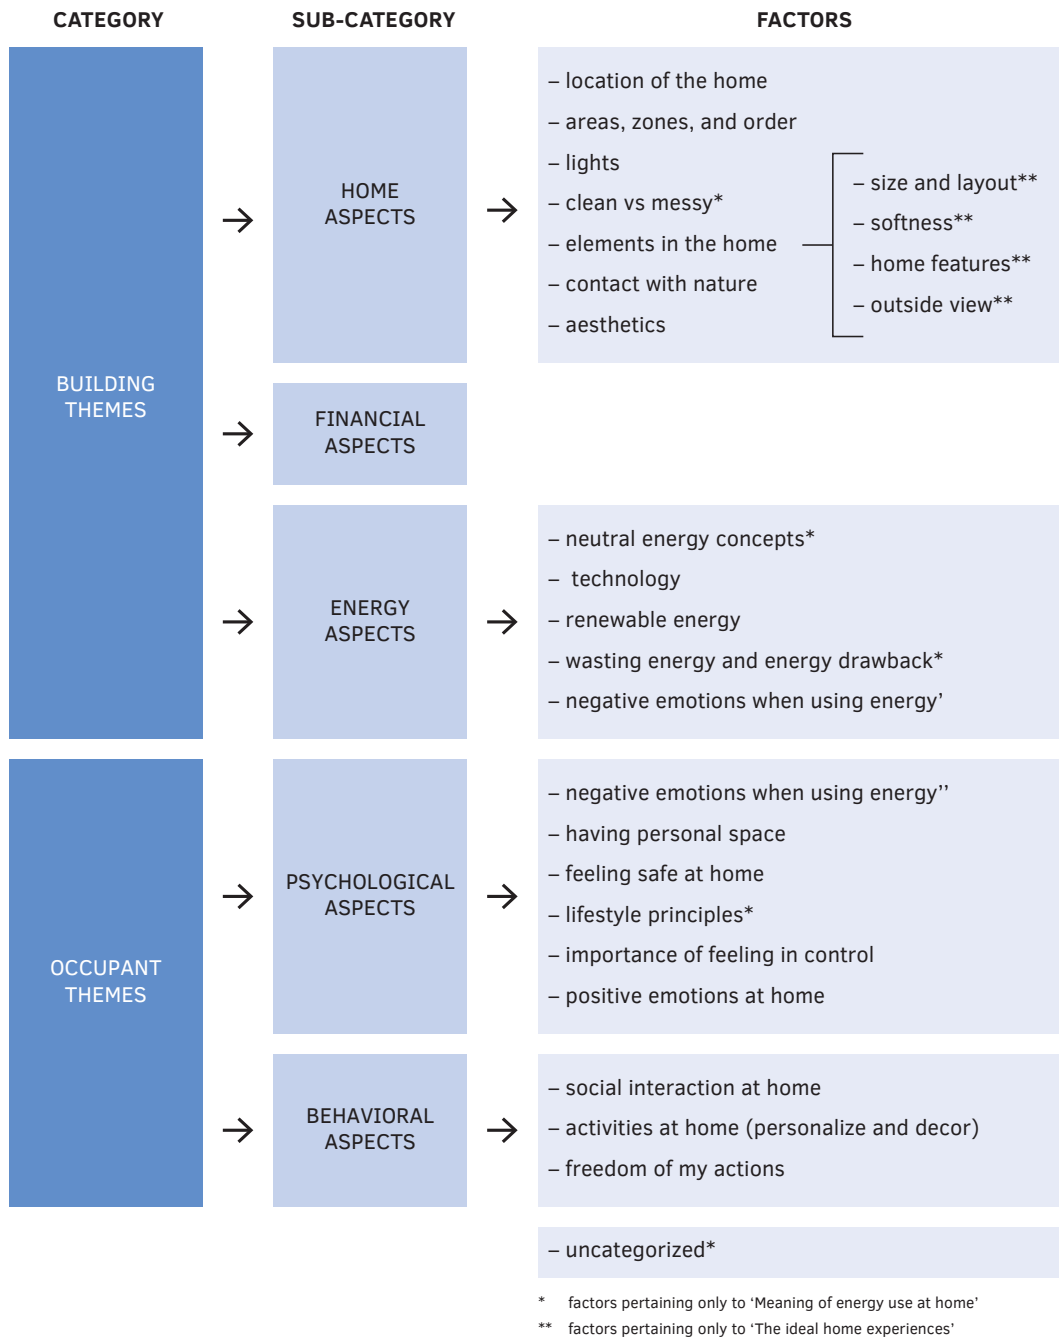 CATEGORY
SUB-CATEGORY
FACTORS
BUILDING
THEMES
HOME
ASPECTS
– location of the home
– areas, zones, and order
– lights
– clean vs messy*
– elements in the home
– contact with nature
– aesthetics
– size and layout**
– softness**
– home features**
– outside view**
FINANCIAL
ASPECTS
ENERGY
ASPECTS
– neutral energy concepts*
– technology
– renewable energy
– wasting energy and energy drawback*
– negative emotions when using energy’
OCCUPANT
THEMES
PSYCHOLOGICAL
ASPECTS
– negative emotions when using energy’’
– having personal space
– feeling safe at home
– lifestyle principles*
– importance of feeling in control
– positive emotions at home
BEHAVIORAL
ASPECTS
– social interaction at home
– activities at home (personalize and decor)
– freedom of my actions
– uncategorized*
* factors pertaining only to ‘Meaning of energy use at home’
** factors pertaining only to ‘The ideal home experiences’